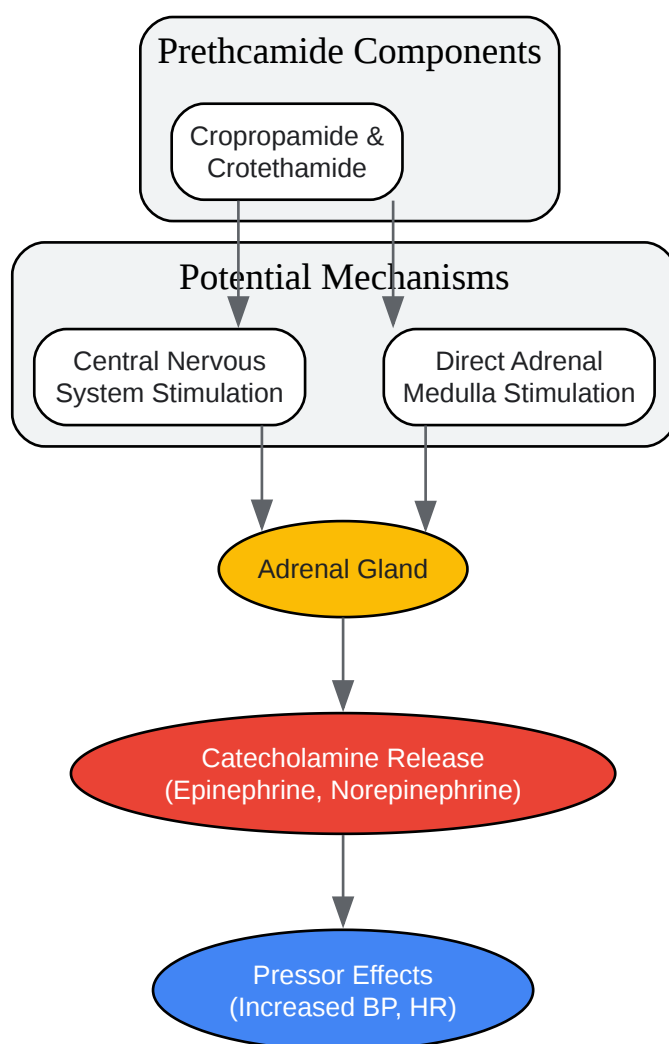 Prethcamide Components
Cropropamide &
Crotethamide
Potential Mechanisms
Central Nervous
System Stimulation
Direct Adrenal
Medulla Stimulation
Adrenal Gland
Catecholamine Release
(Epinephrine, Norepinephrine)
Pressor Effects
(Increased BP, HR)